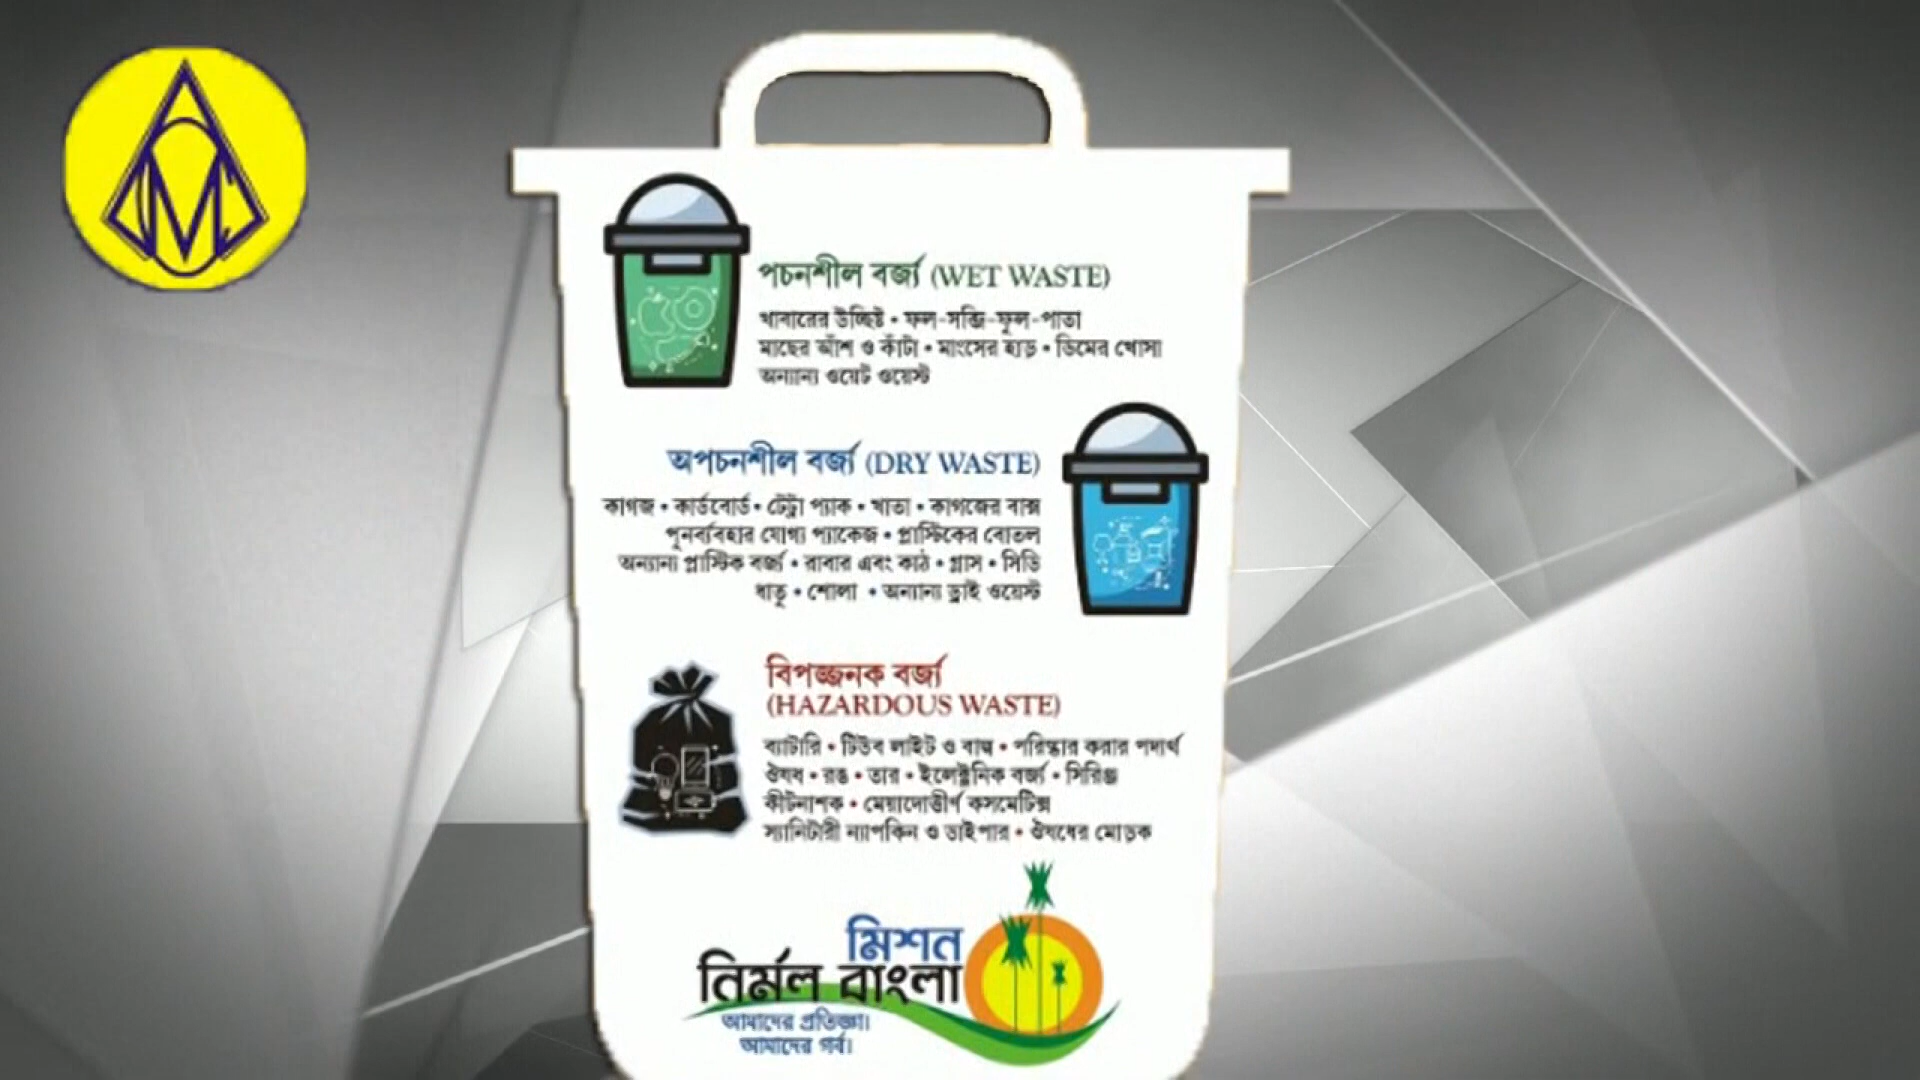 পচনশীল বর্জ্য (WET WASTE)
খাবারের উচ্ছিষ্ট • ফল-সব্জি-ফুল-পাতা
মাছের আঁশ ও কাঁটা • মাংসের হাড় • ডিমের খোসা
অন্যান্য ওয়েট ওয়েস্ট
অপচনশীল বর্জ্য (DRY WASTE)
কাগজ • কার্ডবোর্ড • টেট্রা প্যাক • খাতা • কাগজের বাক্স
পুনর্ব্যবহার যোগ্য প্যাকেজ • প্লাস্টিকের বোতল
অন্যান্য প্লাস্টিক বর্জ্য • রাবার এবং কাঠ • গ্লাস • সিডি
ধাতু • শোলা • অন্যান্য ড্রাই ওয়েস্ট
বিপজ্জনক বর্জ্য
(HAZARDOUS WASTE)
ব্যাটারি • টিউব লাইট ও বাল্ব • পরিস্কার করার পদার্থ
ঔষধ • রঙ • তার • ইলেক্ট্রনিক বর্জ্য • সিরিঞ্জ
কীটনাশক • মেয়াদোত্তীর্ণ কসমেটিক্স
স্যানিটারী ন্যাপকিন ও ডাইপার • ঔষধের মোড়ক
মিশন
নির্মল বাংলা
আমাদের প্রতিজ্ঞা।
আমাদের গর্ব।